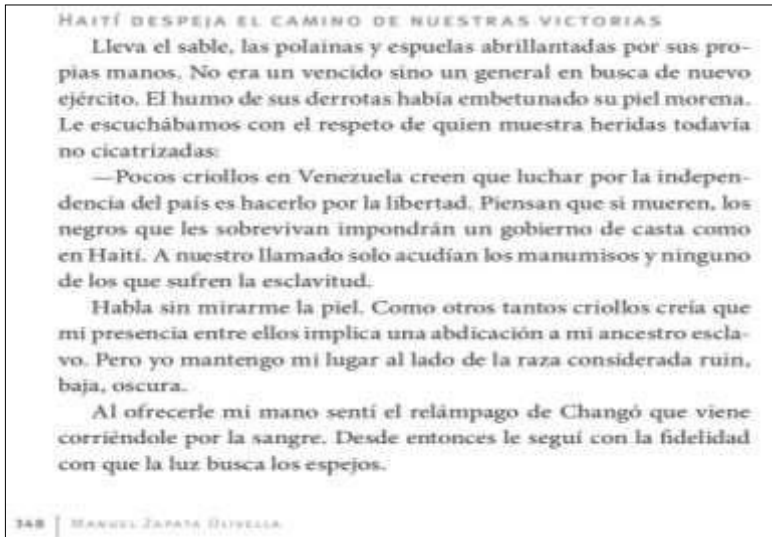 HAITÍ DESPEJA EL CAMINO DE NUESTRAS VICTORIAS
Lleva el sable, las polainas y espuelas abrillantadas por sus pro-
pias manos. No era un vencido sino un general en busca de nuevo
ejército. El humo de sus derrotas había embetunado su piel morena.
Le escuchábamos con el respeto de quien muestra heridas todavía
no cicatrizadas:
—Pocos criollos en Venezuela creen que luchar por la indepen-
dencia del país es hacerlo por la libertad. Piensan que si mueren, los
negros que les sobrevivan impondrán un gobierno de casta como
en Haití. A nuestro llamado solo acudían los manumisos y ninguno
de los que sufren la esclavitud.
Habla sin mirarme la piel. Como otros tantos criollos creía que
mi presencia entre ellos implica una abdicación a mi ancestro escla-
vo. Pero yo mantengo mi lugar al lado de la raza considerada ruin,
baja, oscura.
Al ofrecerle mi mano sentí el relámpago de Changó que viene
corriéndole por la sangre. Desde entonces le seguí con la fidelidad
con que la luz busca los espejos.
348 | MANUEL ZAPATA OLIVELLA